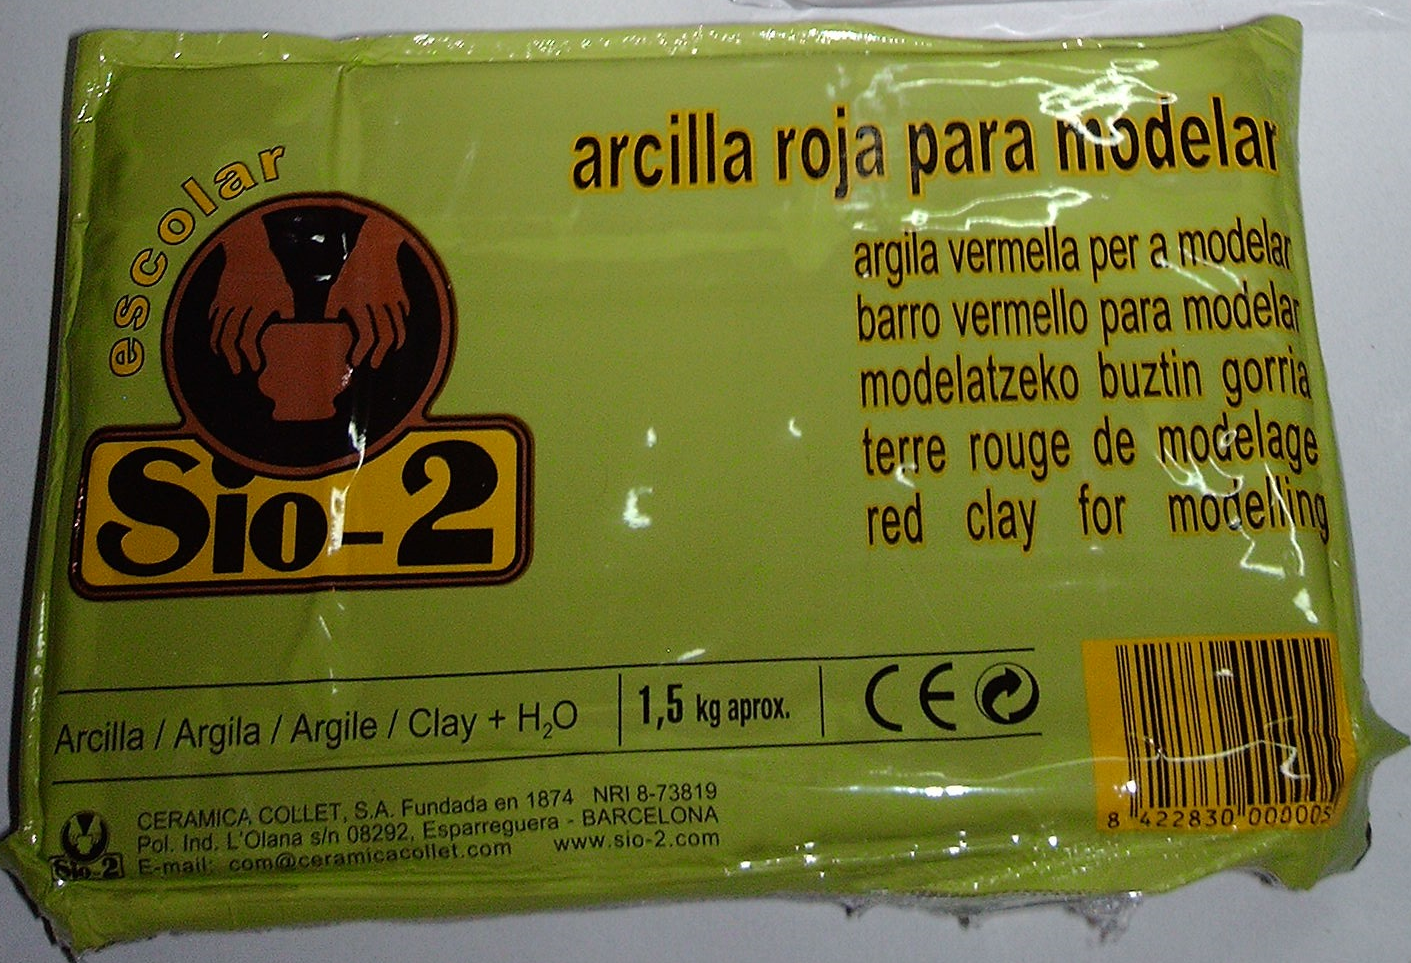 arcilla roja para modelar
escolar
argila vermella per a modelar
barro vermello para modelar
modelatzeko buztin gorria
terre rouge de modelage
red clay for modelling
Sio-2
Arcilla / Argila / Argile / Clay + H₂O
1,5 kg aprox.
CE
CERAMICA COLLET, S.A. Fundada en 1874 NRI 8-73819
Pol. Ind. L'Olana s/n 08292, Esparreguera - BARCELONA
E-mail: com@ceramicacollet.com www.sio-2.com
Sio-2
8 422830 000005